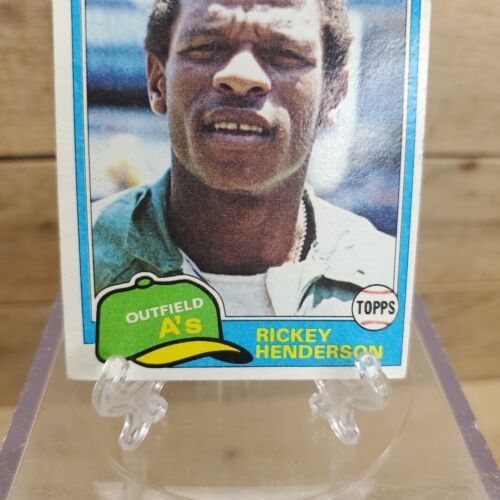 OUTFIELD
A's
TOPPS
RICKEY
HENDERSON